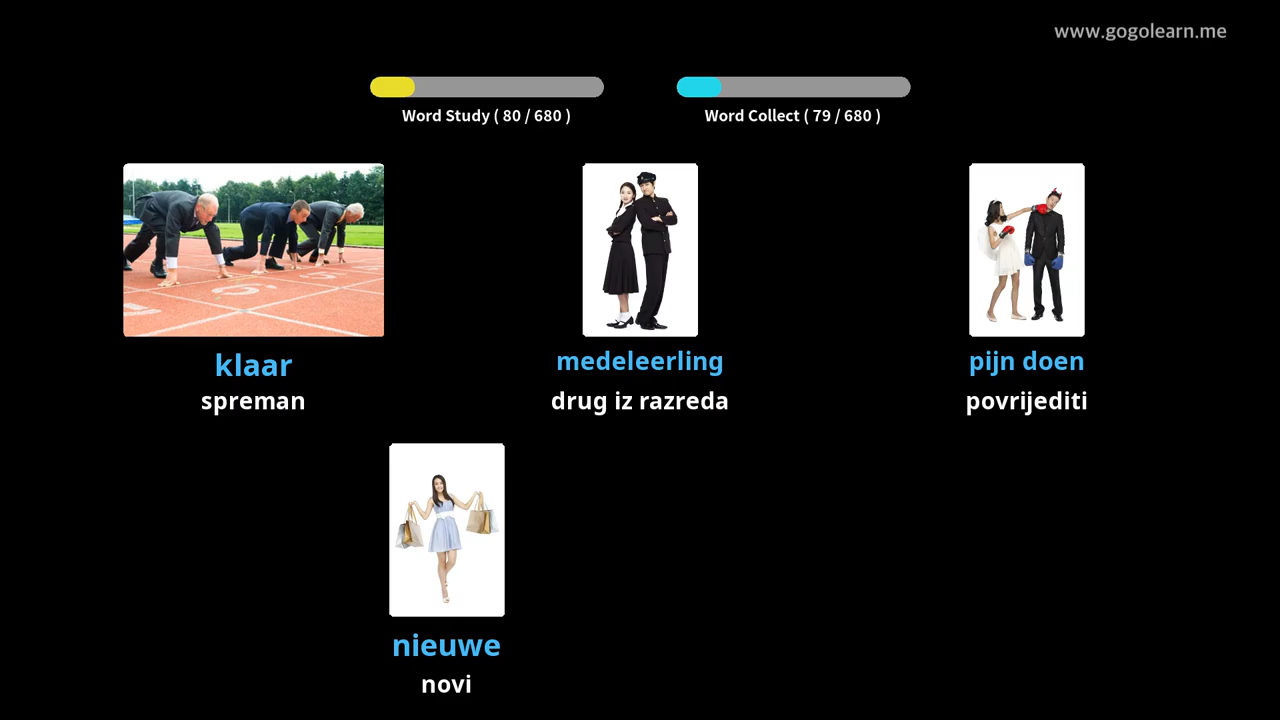 www.gogolearn.me
Word Study ( 80 / 680 )
Word Collect ( 79 / 680 )
klaar
spreman
medeleerling
drug iz razreda
pijn doen
povrijediti
nieuwe
novi